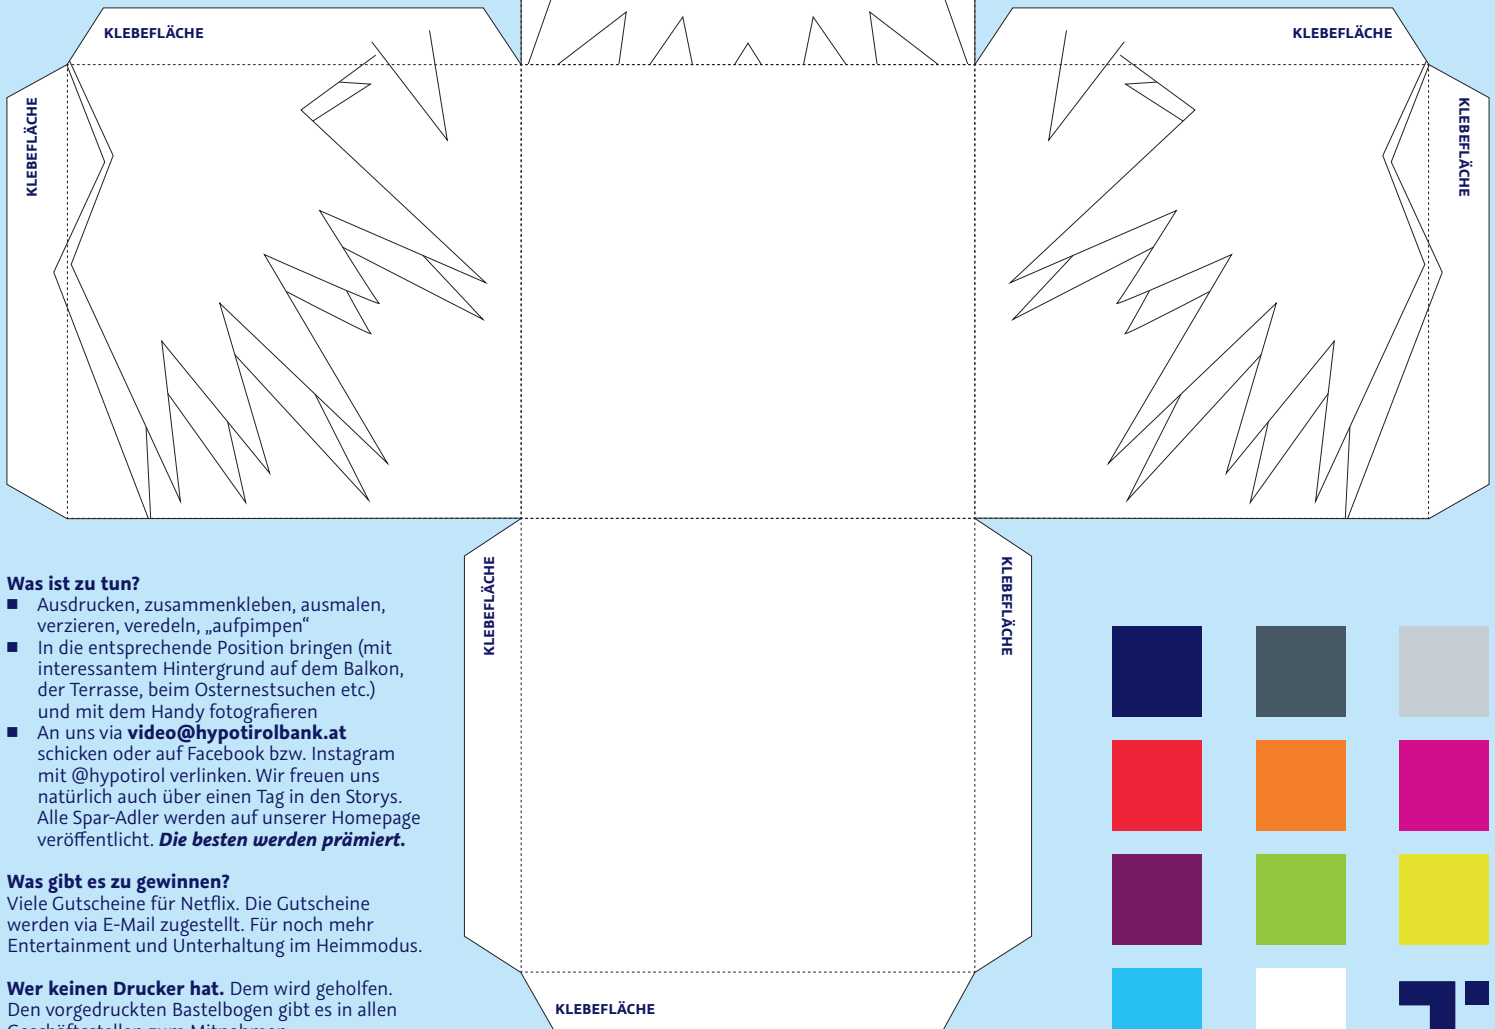 KLEBEFLÄCHE
KLEBEFLÄCHE
KLEBEFLÄCHE
KLEBEFLÄCHE
KLEBEFLÄCHE
KLEBEFLÄCHE
Was ist zu tun?
Ausdrucken, zusammenkleben, ausmalen,
verzieren, veredeln, „aufpimpen“
In die entsprechende Position bringen (mit
interessantem Hintergrund auf dem Balkon,
der Terrasse, beim Osternestsuchen etc.)
und mit dem Handy fotografieren
An uns via video@hypotirolbank.at
schicken oder auf Facebook bzw. Instagram
mit @hypotirol verlinken. Wir freuen uns
natürlich auch über einen Tag in den Storys.
Alle Spar-Adler werden auf unserer Homepage
veröffentlicht. Die besten werden prämiert.
Was gibt es zu gewinnen?
Viele Gutscheine für Netflix. Die Gutscheine
werden via E-Mail zugestellt. Für noch mehr
Entertainment und Unterhaltung im Heimmodus.
Wer keinen Drucker hat. Dem wird geholfen.
Den vorgedruckten Bastelbogen gibt es in allen
Geschäftsstellen zum Mitnehmen
KLEBEFLÄCHE